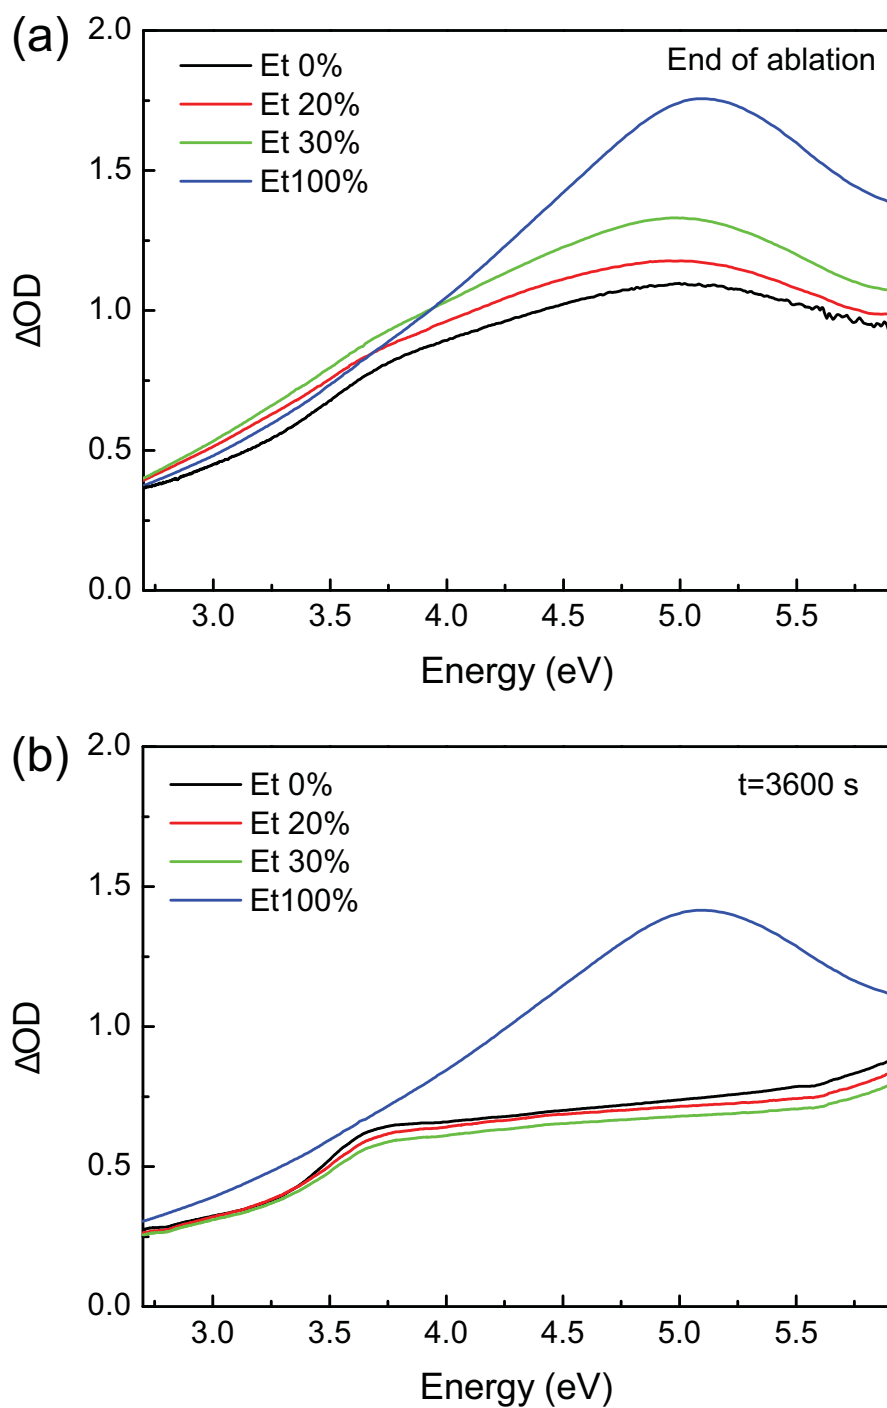 (a)
2.0
Et 0%
End of ablation
Et 20%
Et 30%
1.5
Et100%
ΔOD
1.0
0.5
0.0
3.0 3.5 4.0 4.5 5.0 5.5
Energy (eV)
(b)
2.0
Et 0%
t=3600 s
Et 20%
Et 30%
1.5
Et100%
ΔOD
1.0
0.5
0.0
3.0 3.5 4.0 4.5 5.0 5.5
Energy (eV)